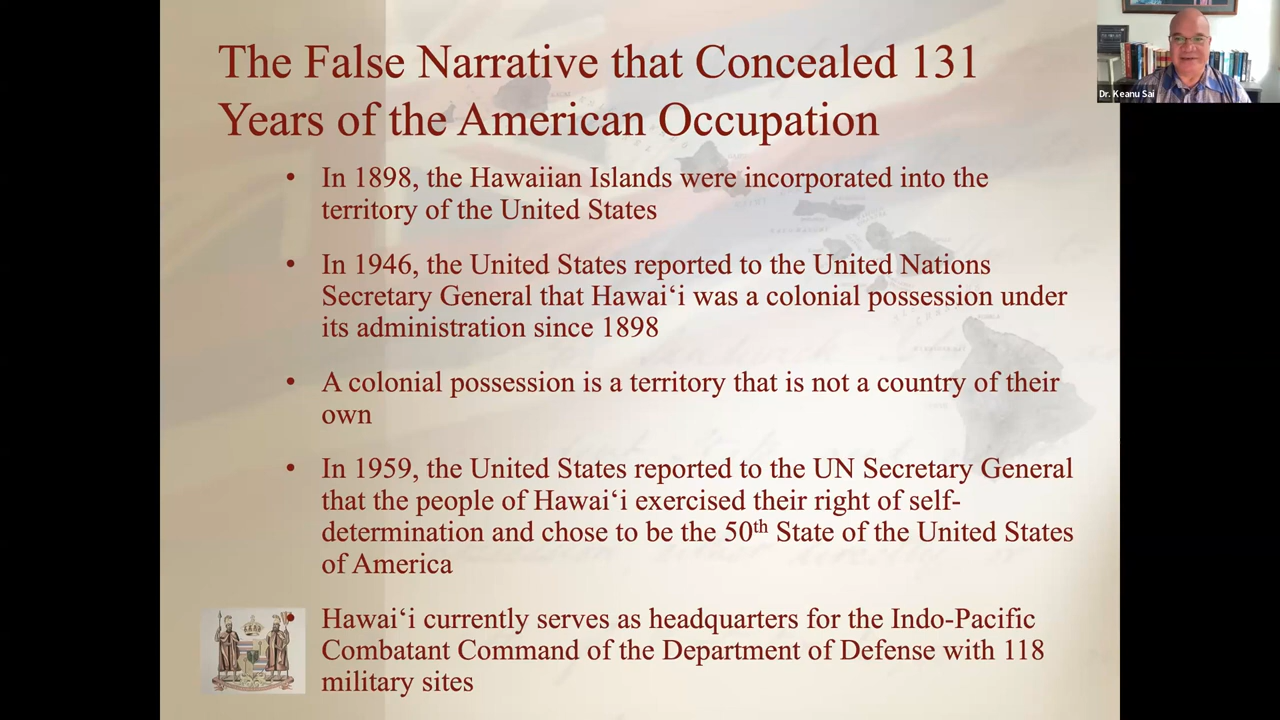 The False Narrative that Concealed 131
Years of the American Occupation
• In 1898, the Hawaiian Islands were incorporated into the
territory of the United States
• In 1946, the United States reported to the United Nations
Secretary General that Hawaiʻi was a colonial possession under
its administration since 1898
• A colonial possession is a territory that is not a country of their
own
• In 1959, the United States reported to the UN Secretary General
that the people of Hawaiʻi exercised their right of self-
determination and chose to be the 50th State of the United States
of America
• Hawaiʻi currently serves as headquarters for the Indo-Pacific
Combatant Command of the Department of Defense with 118
military sites
Dr. Keanu Sai